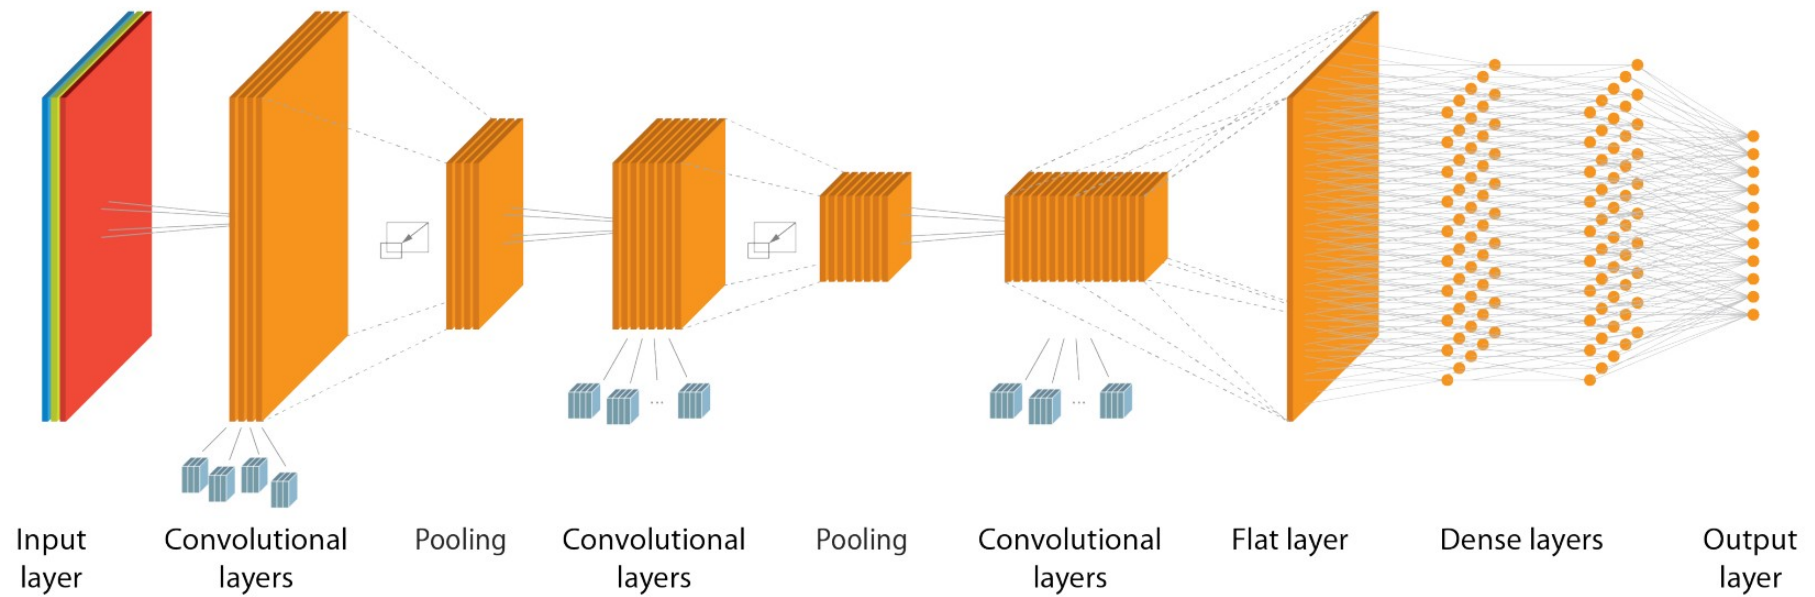 Input
layer
Convolutional
layers
Pooling
Convolutional
layers
Pooling
Convolutional
layers
Flat layer
Dense layers
Output
layer